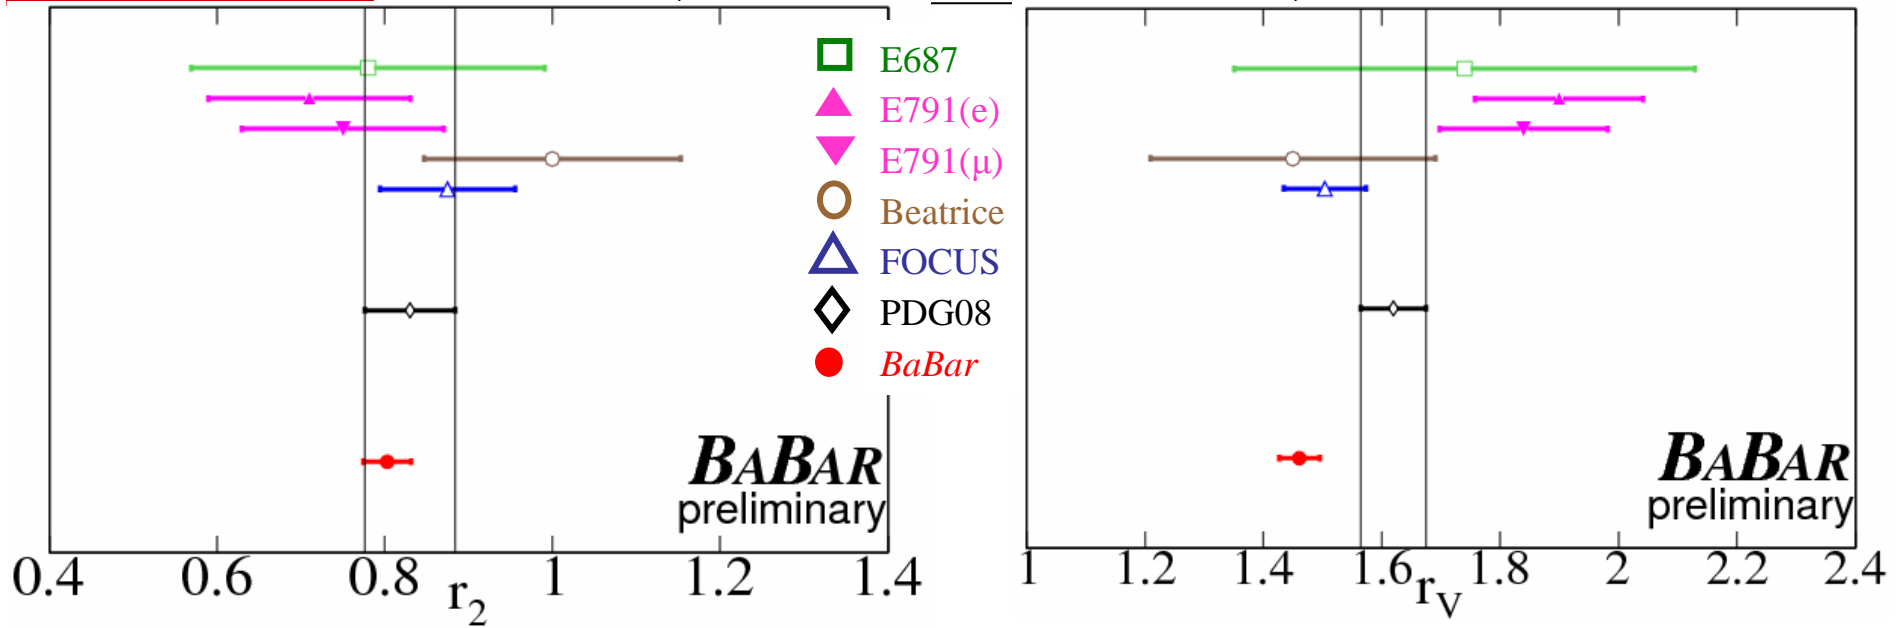 E687
E791(e)
E791(μ)
Beatrice
FOCUS
PDG08
BaBar
BABAR
preliminary
0.4 0.6 0.8 1 1.2 1.4
r2
BABAR
preliminary
1 1.2 1.4 1.6 1.8 2 2.2 2.4
rV